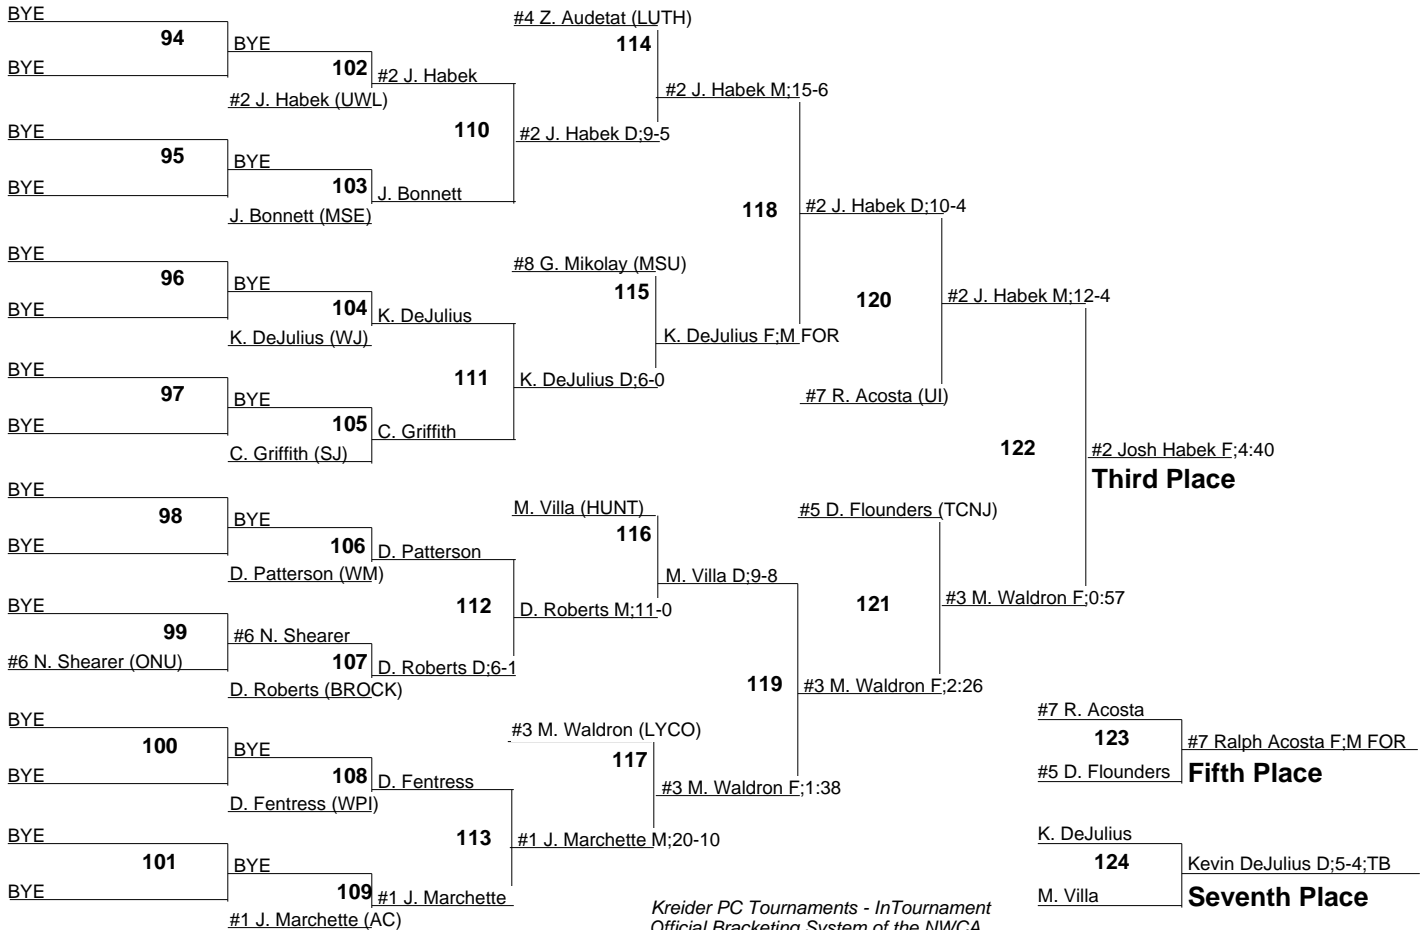 BYE
94
BYE
BYE
102
#2 J. Habek (UWL)
#2 J. Habek
BYE
95
BYE
BYE
103
J. Bonnett (MSE)
J. Bonnett
110
#4 Z. Audetat (LUTH)
114
#2 J. Habek D;9-5
#2 J. Habek M;15-6
BYE
96
BYE
BYE
104
K. DeJulius (WJ)
K. DeJulius
BYE
97
BYE
BYE
105
C. Griffith (SJ)
C. Griffith
111
#8 G. Mikolay (MSU)
115
K. DeJulius D;6-0
K. DeJulius F;M FOR
118
#2 J. Habek D;10-4
120
#7 R. Acosta (UI)
#2 J. Habek M;12-4
BYE
98
BYE
BYE
106
D. Patterson (WM)
D. Patterson
BYE
99
#6 N. Shearer (ONU)
#6 N. Shearer
107
D. Roberts (BROCK)
D. Roberts D;6-1
112
M. Villa (HUNT)
116
D. Roberts M;11-0
M. Villa D;9-8
BYE
100
BYE
BYE
108
D. Fentress (WPI)
D. Fentress
BYE
101
BYE
BYE
109
#1 J. Marchette (AC)
#1 J. Marchette
113
#3 M. Waldron (LYCO)
117
#1 J. Marchette M;20-10
#3 M. Waldron F;1:38
119
#5 D. Flounders (TCNJ)
121
#3 M. Waldron F;2:26
#3 M. Waldron F;0:57
122
#2 Josh Habek F;4:40
Third Place
#7 R. Acosta
123
#5 D. Flounders
#7 Ralph Acosta F;M FOR
Fifth Place
K. DeJulius
124
M. Villa
Kevin DeJulius D;5-4;TB
Seventh Place
Kreider PC Tournaments - InTournament
Official Bracketing System of the NWCA